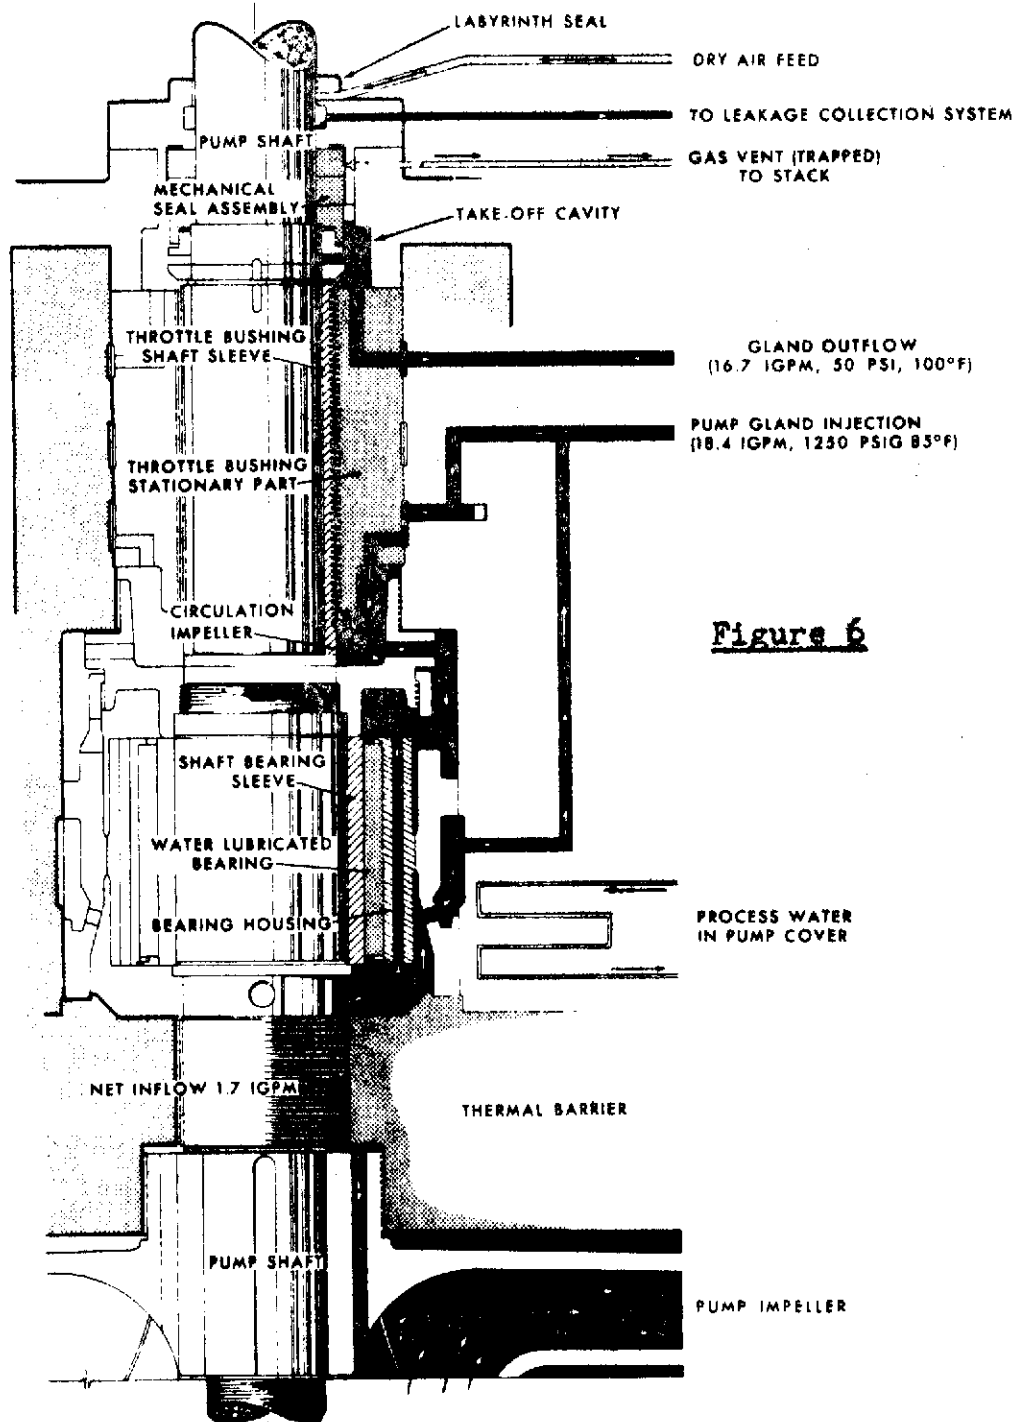 LABYRINTH SEAL
DRY AIR FEED
TO LEAKAGE COLLECTION SYSTEM
PUMP SHAFT
GAS VENT (TRAPPED)
TO STACK
MECHANICAL
SEAL ASSEMBLY
TAKE-OFF CAVITY
THROTTLE BUSHING
SHAFT SLEEVE
GLAND OUTFLOW
(16.7 IGPM, 50 PSI, 100°F)
PUMP GLAND INJECTION
(18.4 IGPM, 1250 PSIG 85°F)
THROTTLE BUSHING
STATIONARY PART
CIRCULATION
IMPELLER
Figure 6
SHAFT BEARING
SLEEVE
WATER LUBRICATED
BEARING
BEARING HOUSING
PROCESS WATER
IN PUMP COVER
NET INFLOW 1.7 IGPM
THERMAL BARRIER
PUMP SHAFT
PUMP IMPELLER